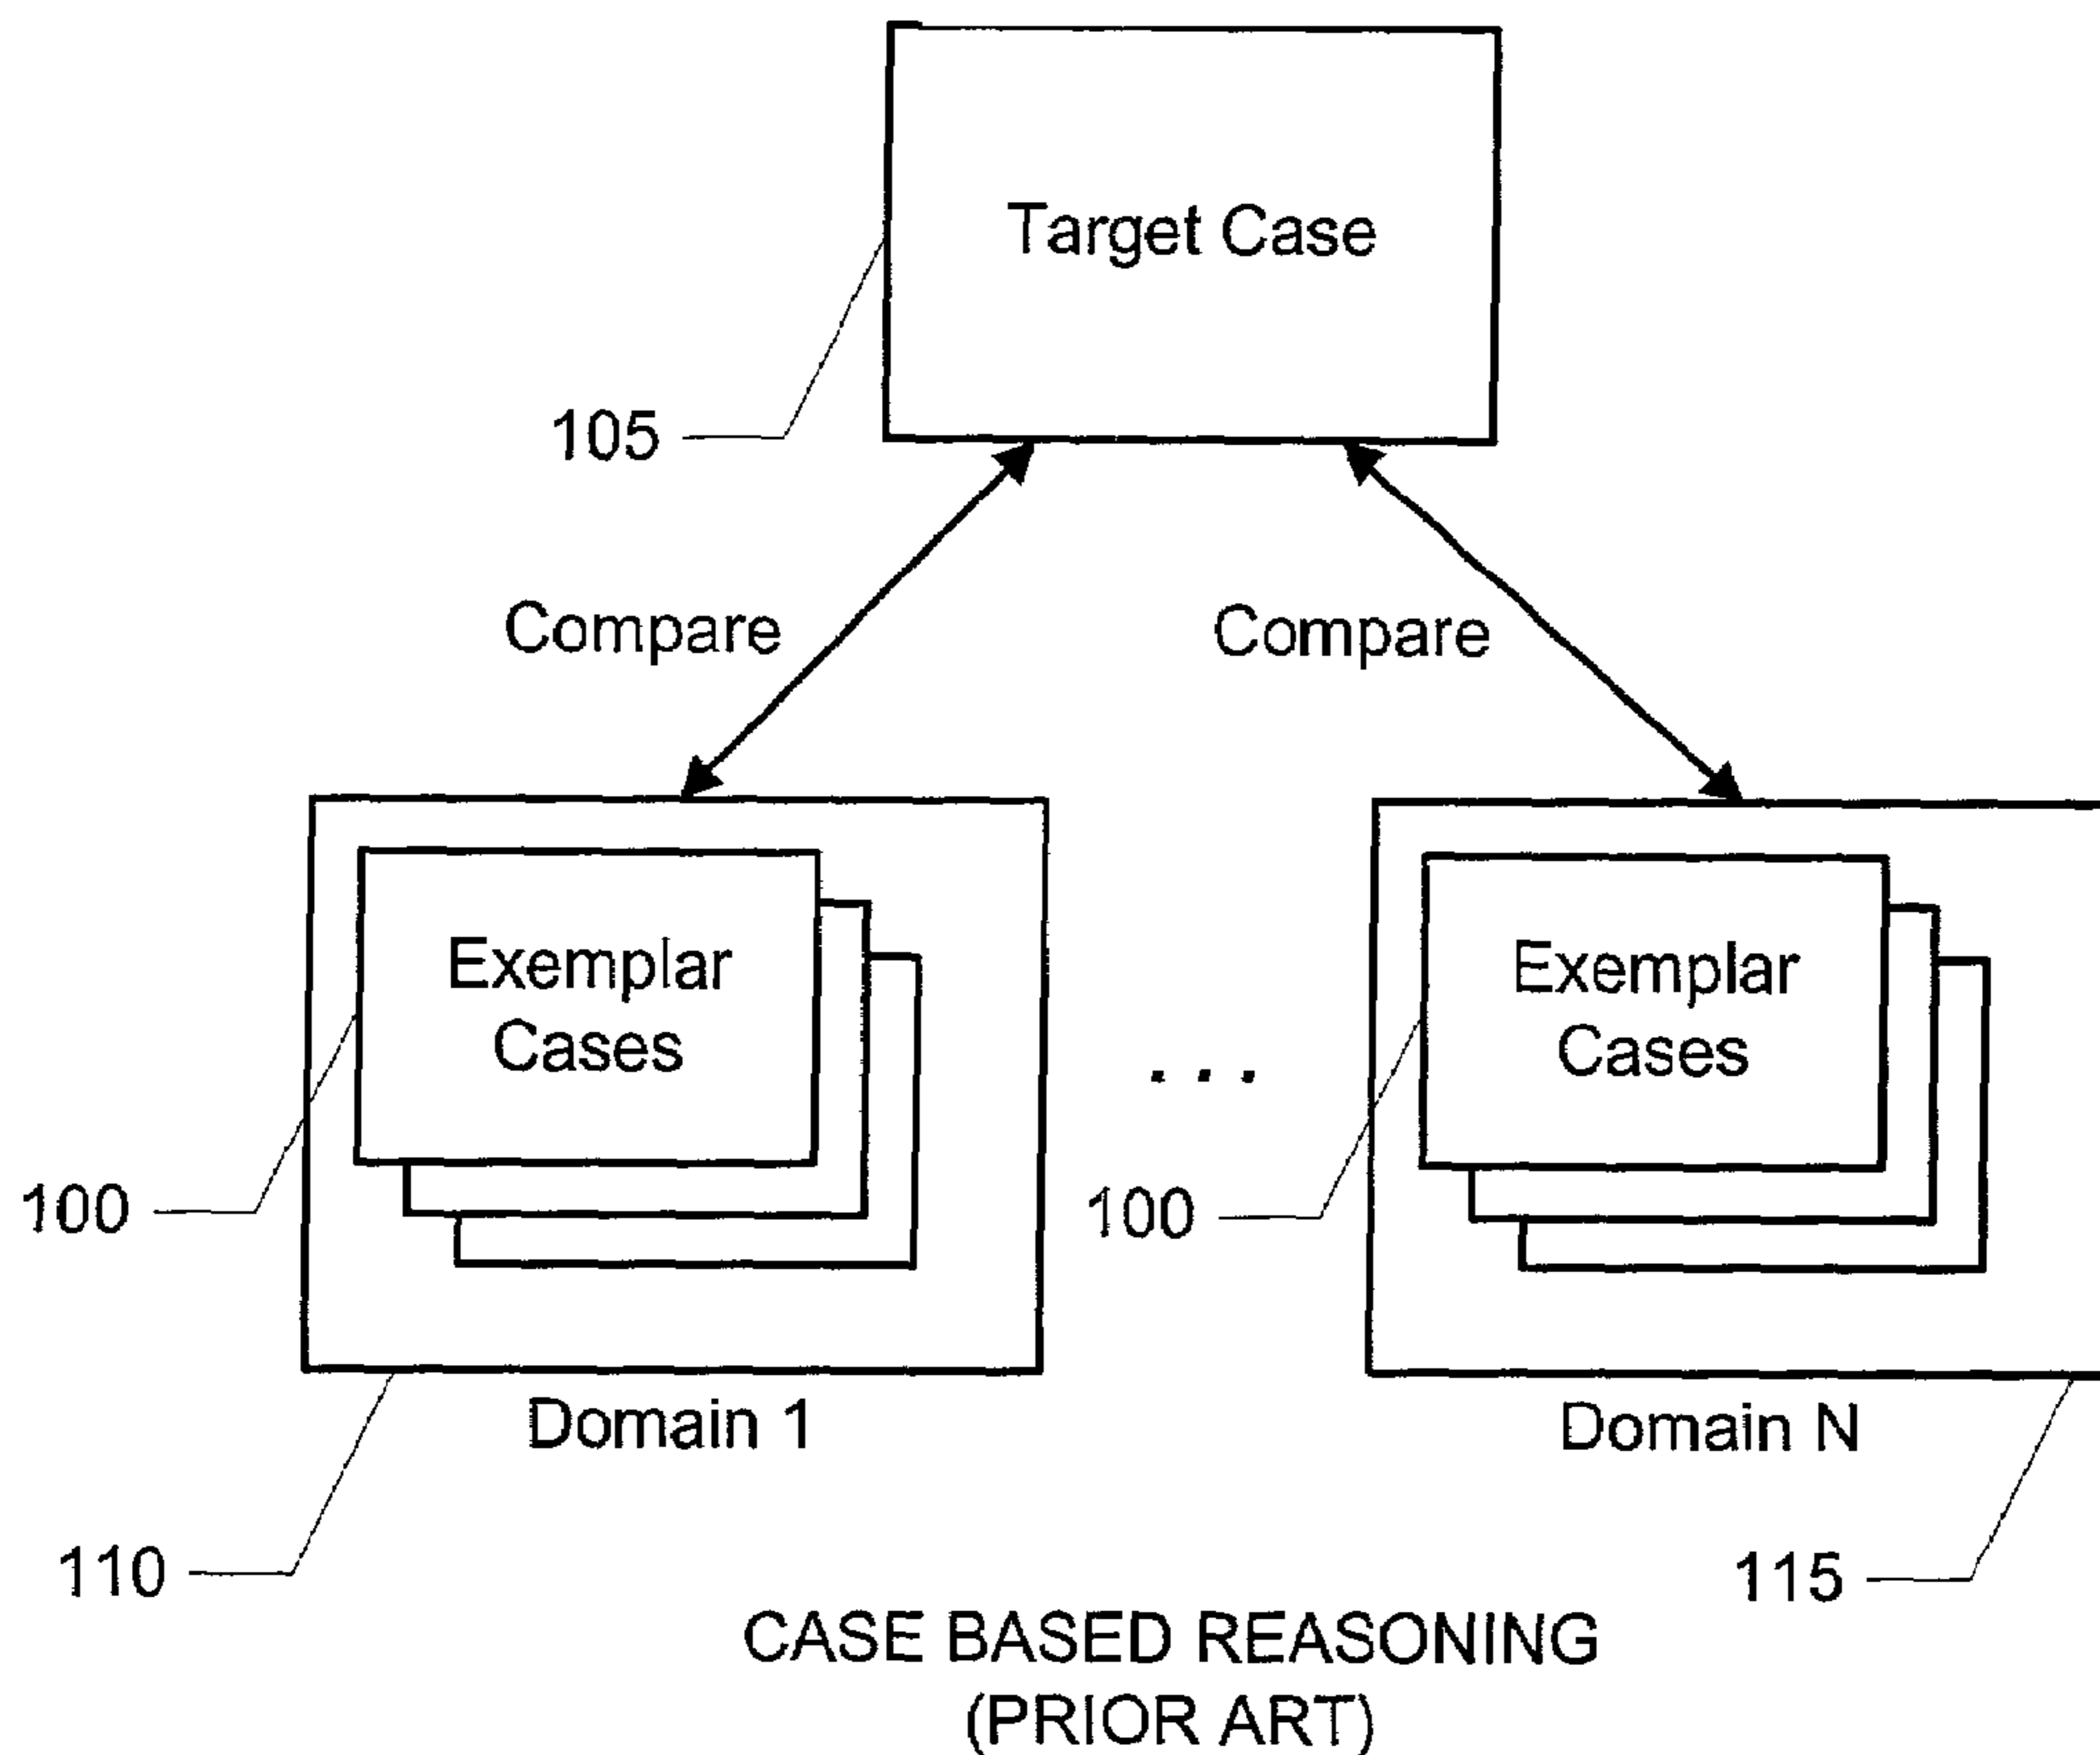 Target Case
105
Compare
Compare
Exemplar
Cases
Exemplar
Cases
...
100
100
Domain 1
Domain N
110
115
CASE BASED REASONING
(PRIOR ART)